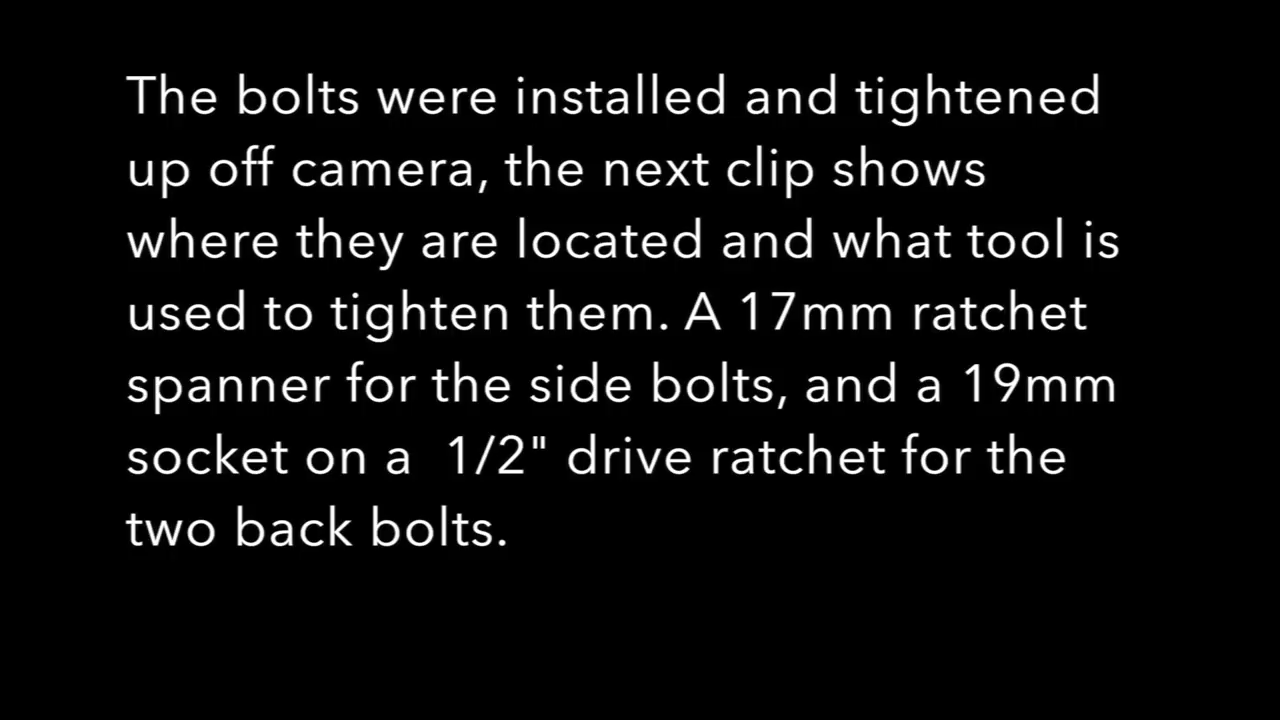 The bolts were installed and tightened
up off camera, the next clip shows
where they are located and what tool is
used to tighten them. A 17mm ratchet
spanner for the side bolts, and a 19mm
socket on a  1/2" drive ratchet for the
two back bolts.